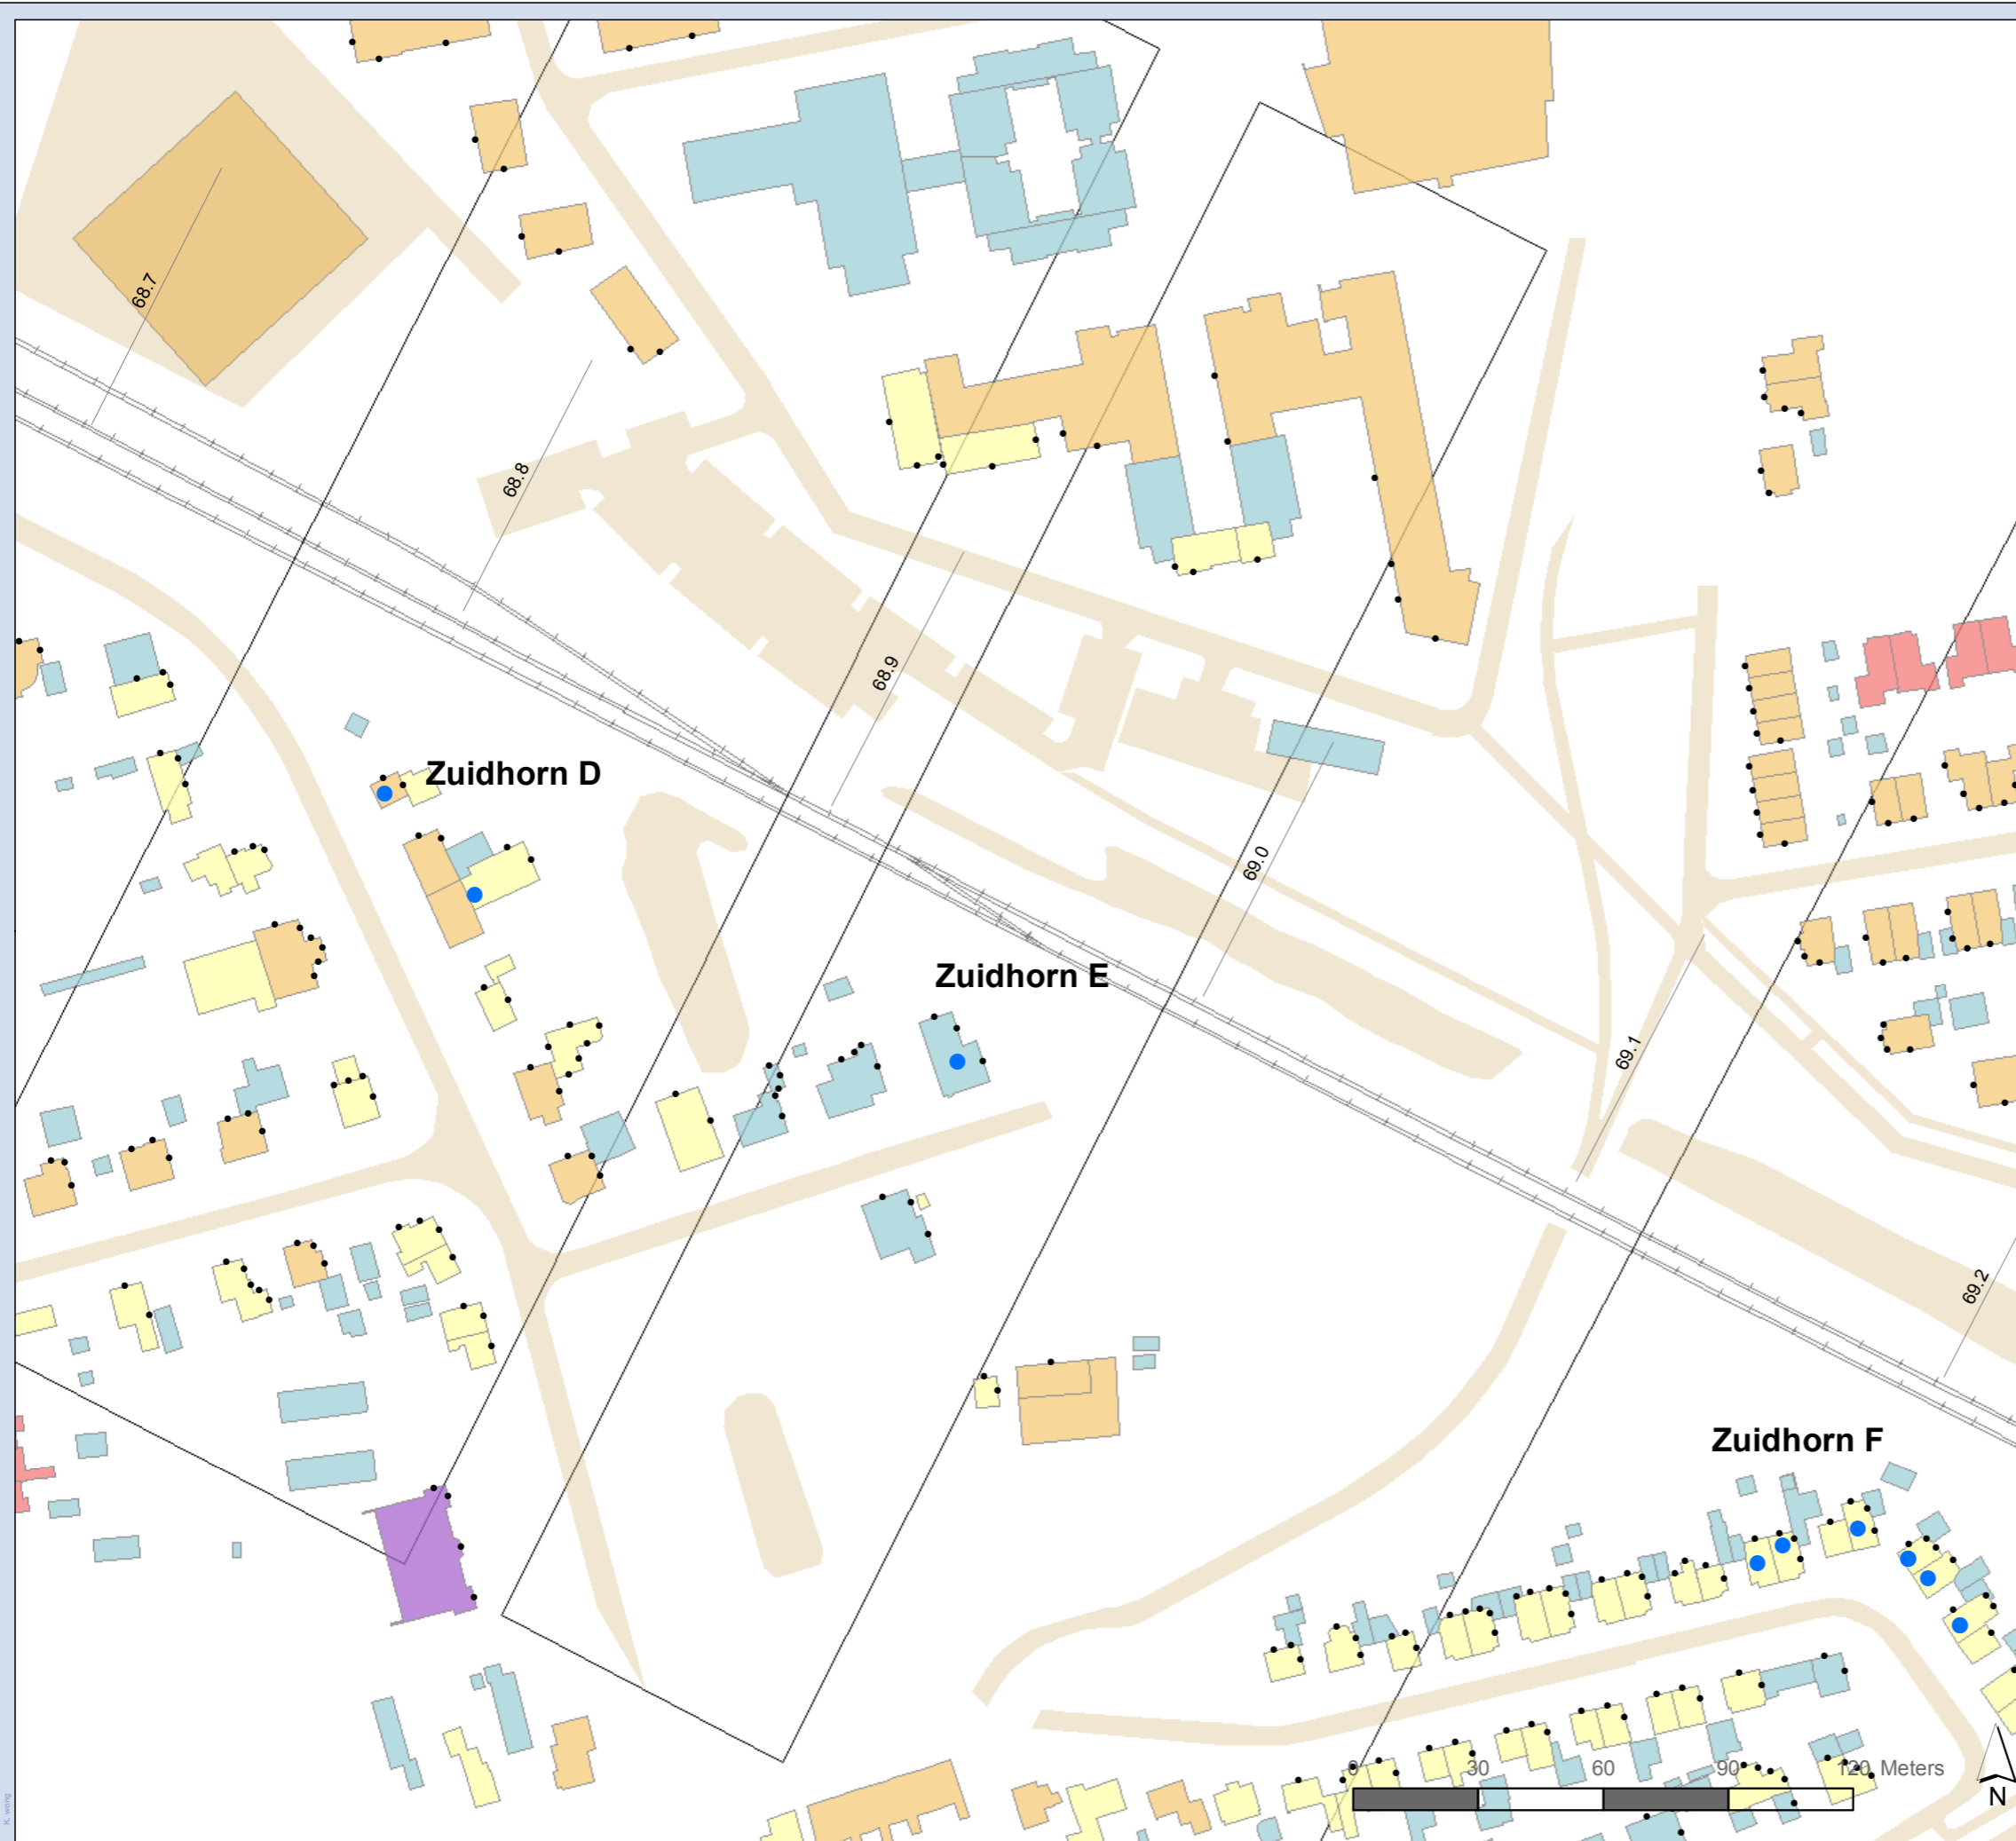 68.7
68.8
68.9
Zuidhorn D
69.0
Zuidhorn E
69.1
69.2
Zuidhorn F
0 30 60 90 120 Meters
N
K. wong